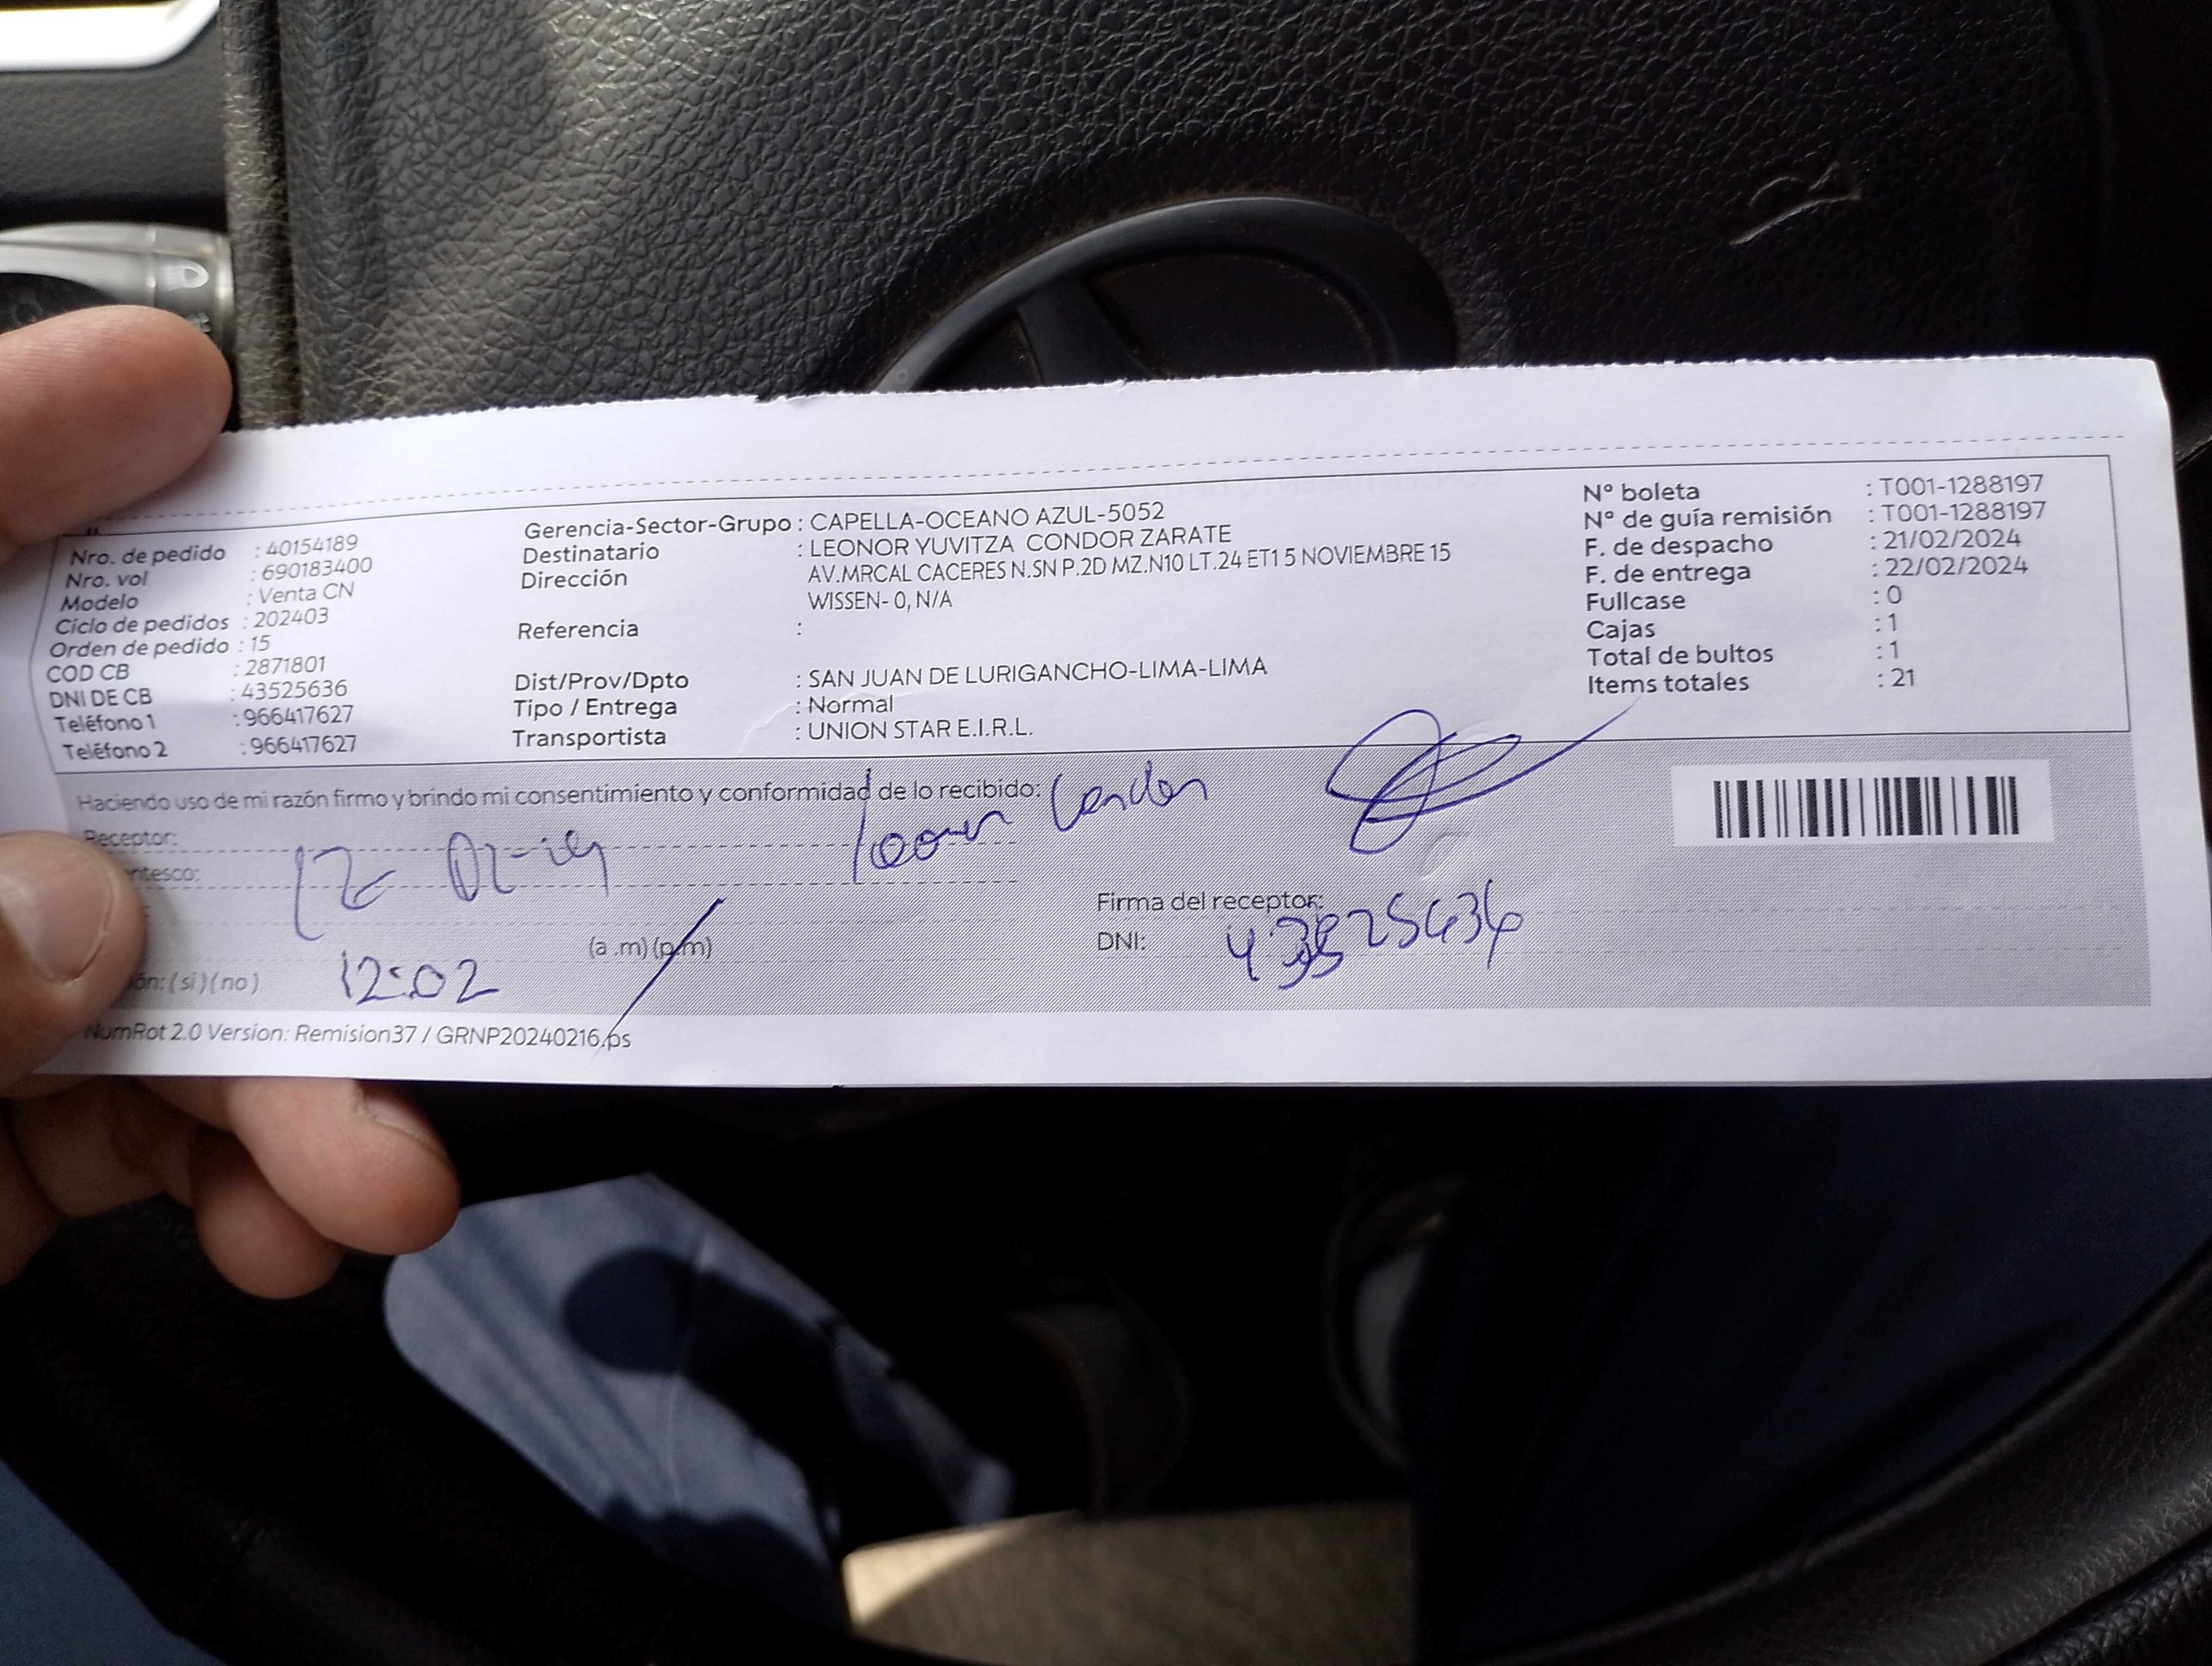 Nro. de pedido : 40154189
Nro. vol : 690183400
Modelo : Venta CN
Ciclo de pedidos : 202403
Orden de pedido : 15
COD CB : 2871801
DNI DE CB : 43525636
Teléfono 1 : 966417627
Teléfono 2 : 966417627
Gerencia-Sector-Grupo : CAPELLA-OCEANO AZUL-5052
Destinatario : LEONOR YUVITZA CONDOR ZARATE
Dirección : AV.MRCAL CACERES N.SN P.2D MZ.N10 LT.24 ET1 5 NOVIEMBRE 15
WISSEN- 0, N/A
Referencia :
Dist/Prov/Dpto : SAN JUAN DE LURIGANCHO-LIMA-LIMA
Tipo / Entrega : Normal
Transportista : UNION STAR E.I.R.L.
N° boleta : T001-1288197
N° de guía remisión : T001-1288197
F. de despacho : 21/02/2024
F. de entrega : 22/02/2024
Fullcase : 0
Cajas : 1
Total de bultos : 1
Items totales : 21
Haciendo uso de mi razón firmo y brindo mi consentimiento y conformidad de lo recibido:
Condor
Receptor:
ntesco:
(a .m) (p.m)
12:02
ón: (si) (no)
Firma del receptor:
DNI:
NumRot 2.0 Version: Remision37 / GRNP20240216.ps